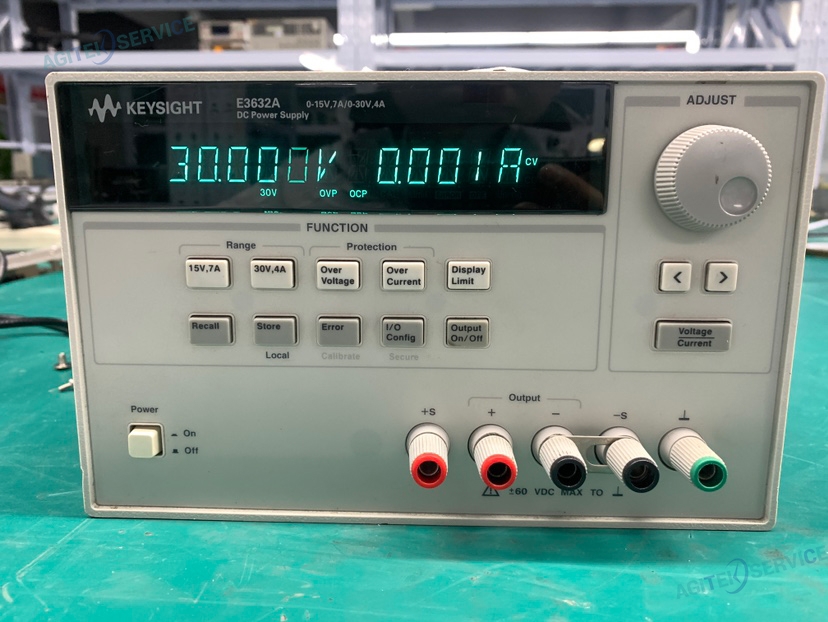 AGITEK SERVICE
KEYSIGHT E3632A 0-15V,7A/0-30V,4A
DC Power Supply
30.000V 0.001A CV
30V OVP OCP
ADJUST
FUNCTION
Range Protection
15V,7A 30V,4A Over Voltage Over Current Display Limit
< >
Recall Store Error I/O Config Output On/Off
Voltage Current
Local Calibrate Secure
Power
On
Off
Output
+S + − −S ⊥
⚠ ±60 VDC MAX TO ⊥
AGITEK SERVICE